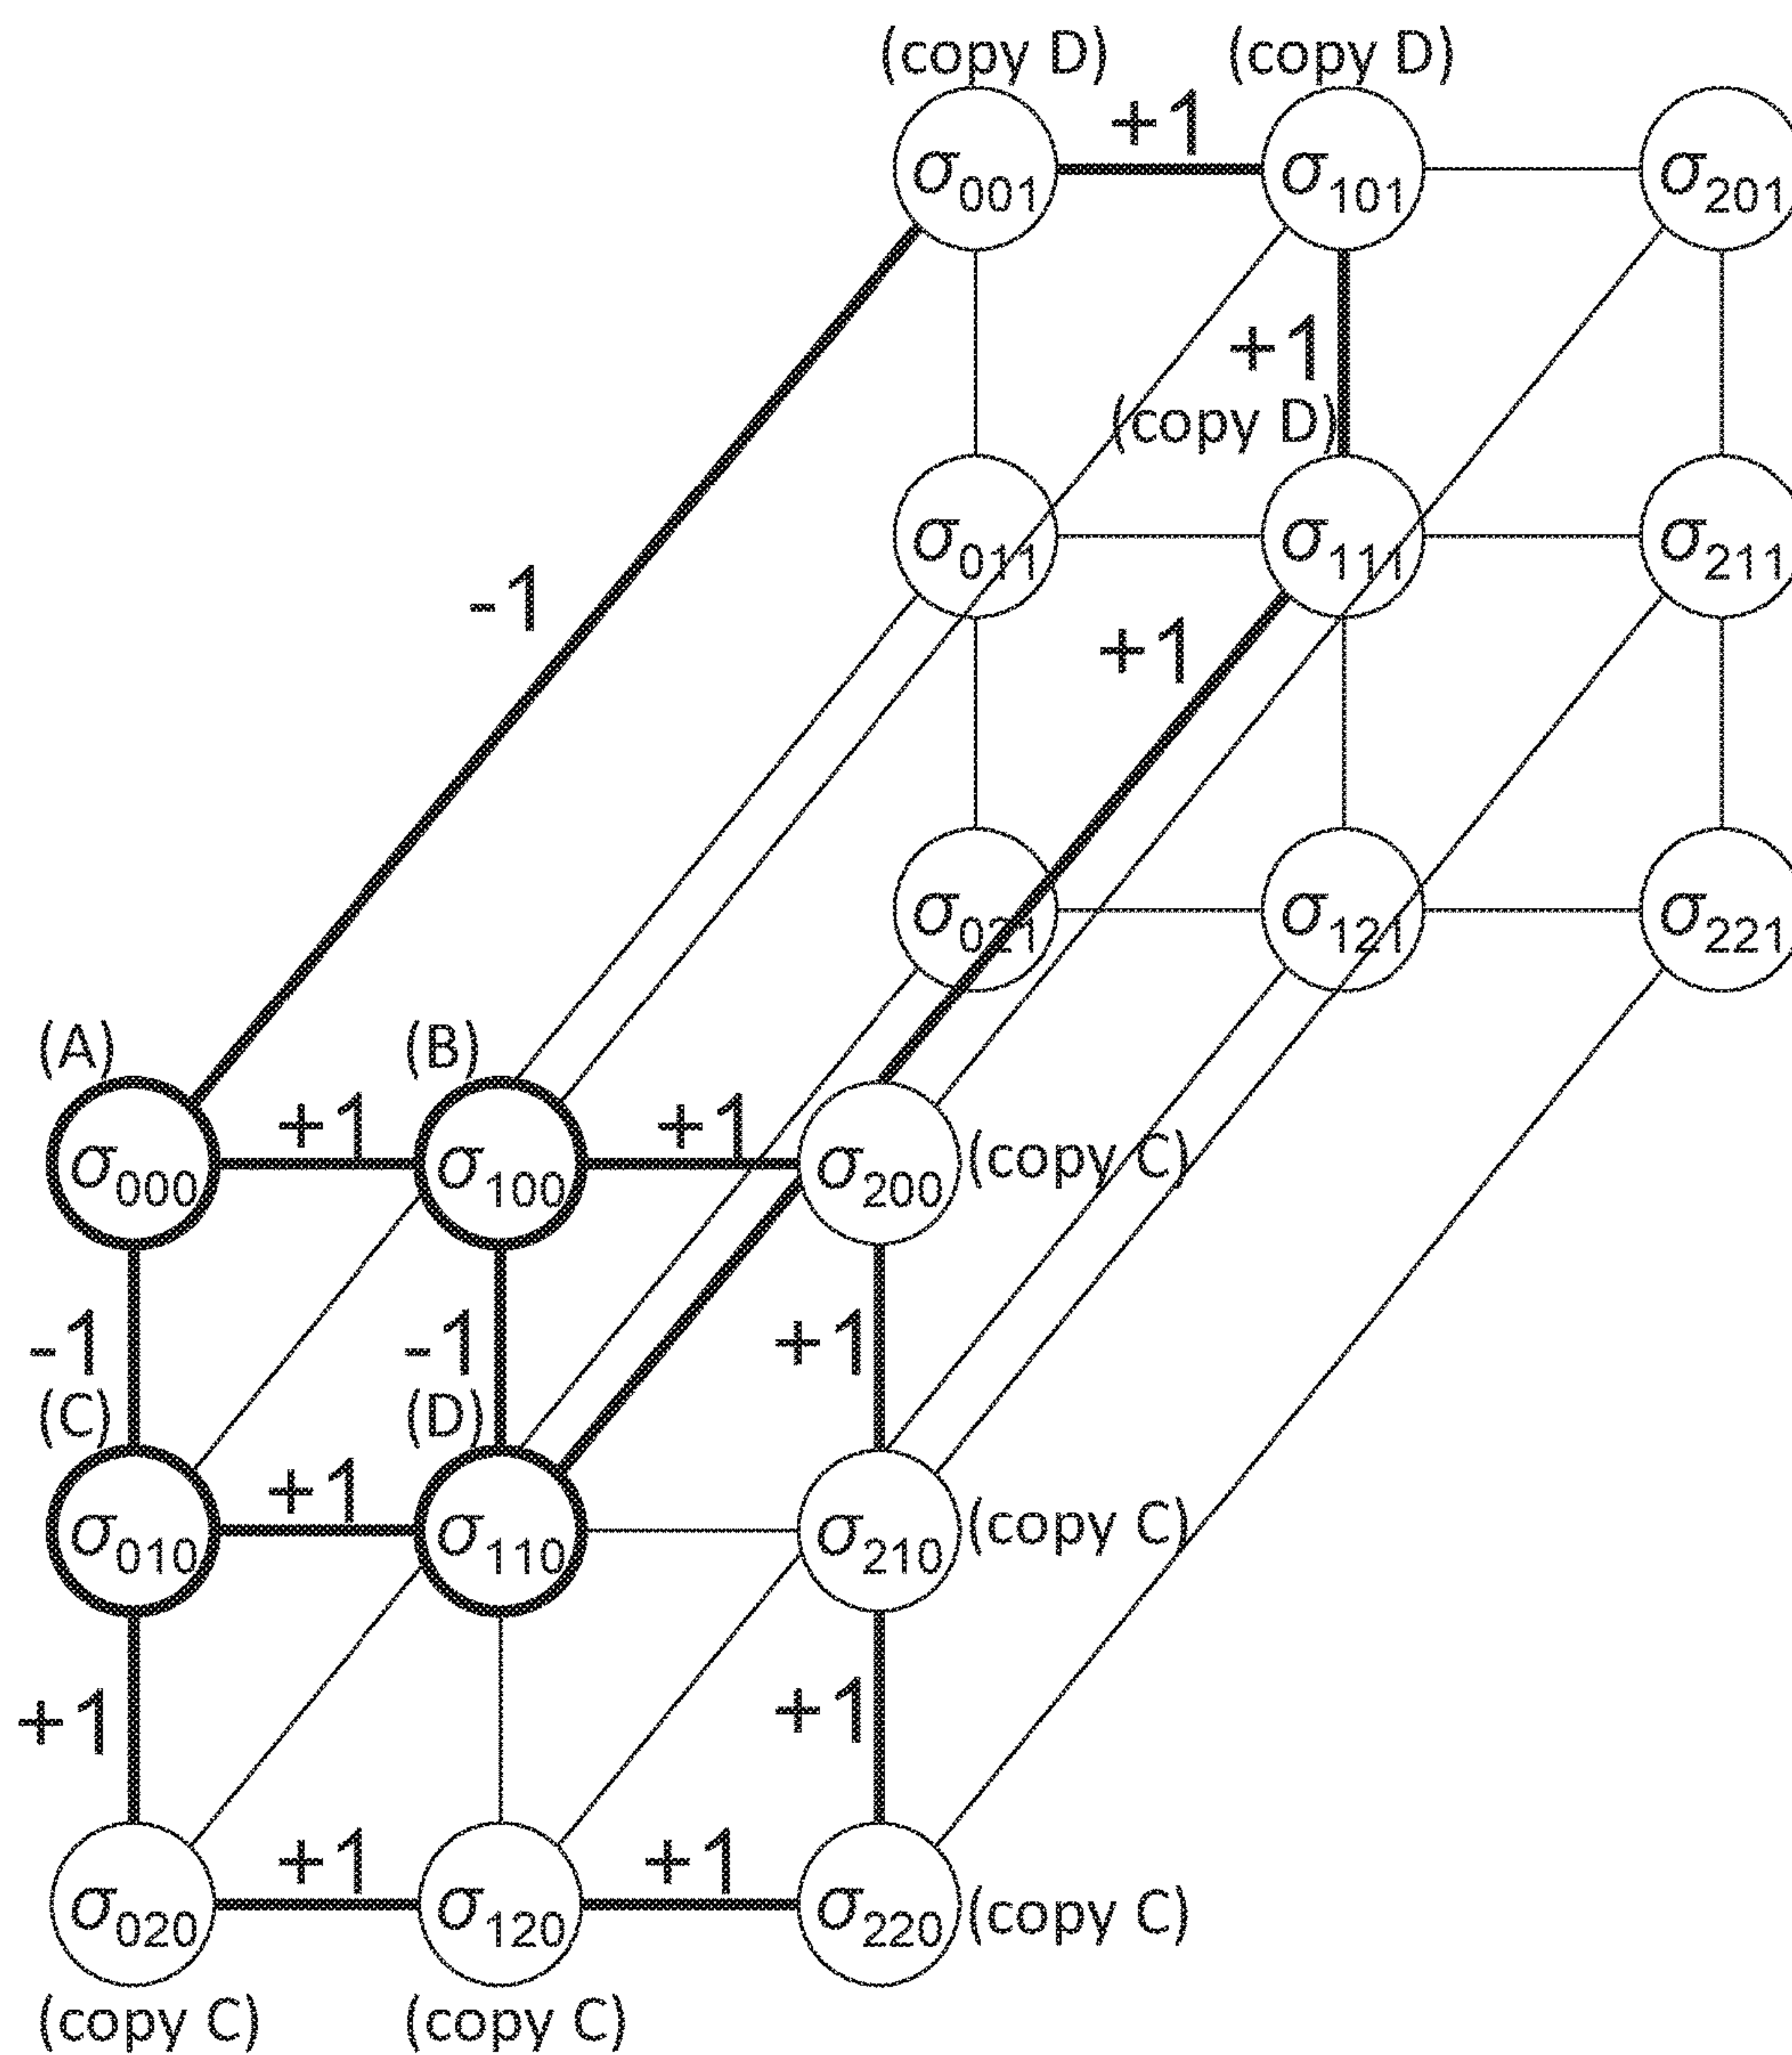 (copy D) (copy D)
+1
σ001 σ101 σ201
+1
(copy D)
σ011 σ111 σ211
-1
+1
σ021 σ121 σ221
(A) (B)
+1 +1
σ000 σ100 σ200 (copy C)
-1 -1 +1
(C) (D)
+1
σ010 σ110 σ210 (copy C)
+1 +1
+1 +1
σ020 σ120 σ220 (copy C)
(copy C) (copy C)